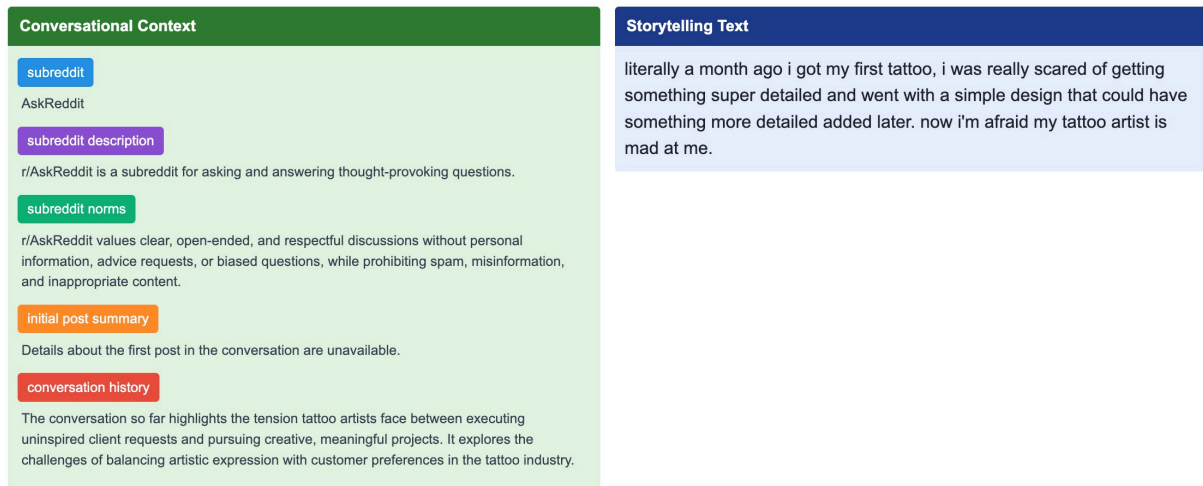 Conversational Context
subreddit
AskReddit
subreddit description
r/AskReddit is a subreddit for asking and answering thought-provoking questions.
subreddit norms
r/AskReddit values clear, open-ended, and respectful discussions without personal
information, advice requests, or biased questions, while prohibiting spam, misinformation,
and inappropriate content.
initial post summary
Details about the first post in the conversation are unavailable.
conversation history
The conversation so far highlights the tension tattoo artists face between executing
uninspired client requests and pursuing creative, meaningful projects. It explores the
challenges of balancing artistic expression with customer preferences in the tattoo industry.
Storytelling Text
literally a month ago i got my first tattoo, i was really scared of getting
something super detailed and went with a simple design that could have
something more detailed added later. now i'm afraid my tattoo artist is
mad at me.